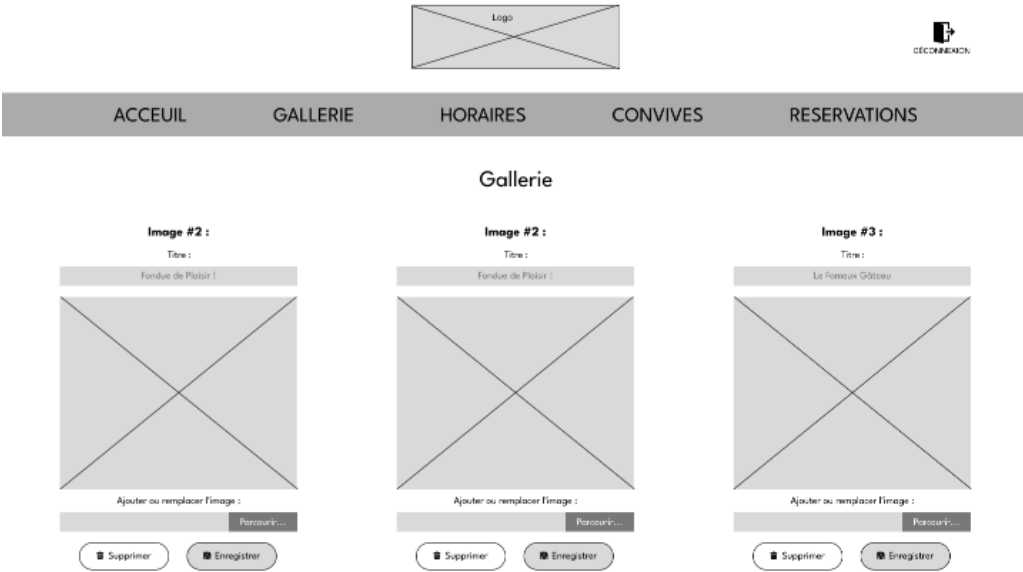 Logo
DÉCONNEXION
ACCEUIL GALLERIE HORAIRES CONVIVES RESERVATIONS
Gallerie
Image #2 : Image #2 : Image #3 :
Titre : Titre : Titre :
Fondue de Plaisir ! Fondue de Plaisir ! Le Fameux Gâteau
Ajouter ou remplacer l'image : Ajouter ou remplacer l'image : Ajouter ou remplacer l'image :
Parcourir... Parcourir... Parcourir...
Supprimer Enregistrer Supprimer Enregistrer Supprimer Enregistrer